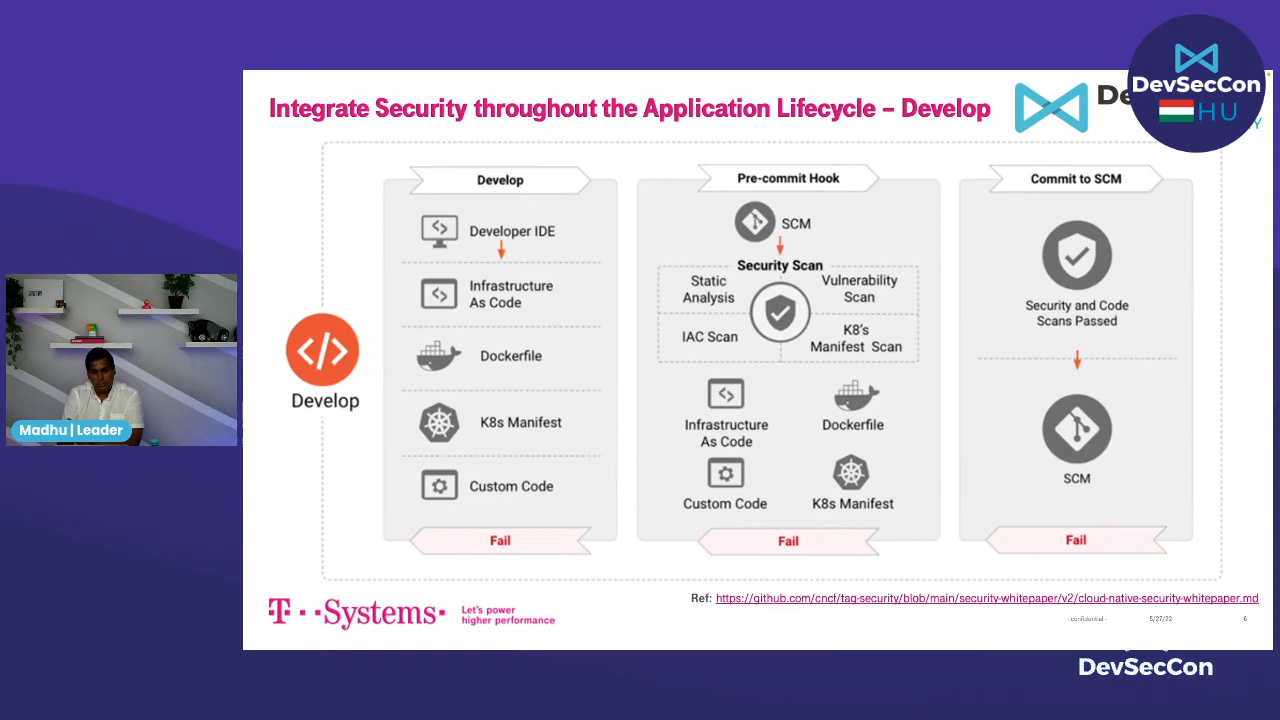 Integrate Security throughout the Application Lifecycle – Develop
De
DevSecCon
HU
Y
Develop
Pre-commit Hook
Commit to SCM
Developer IDE
Infrastructure
As Code
Dockerfile
K8s Manifest
Custom Code
Fail
SCM
Security Scan
Static
Analysis
Vulnerability
Scan
IAC Scan
K8's
Manifest Scan
Infrastructure
As Code
Dockerfile
Custom Code
K8s Manifest
Fail
Security and Code
Scans Passed
SCM
Fail
</>
Develop
Madhu | Leader
T · · Systems ·
Let's power
higher performance
Ref: https://github.com/cncf/tag-security/blob/main/security-whitepaper/v2/cloud-native-security-whitepaper.md
- confidential -
5/27/22
6
DevSecCon